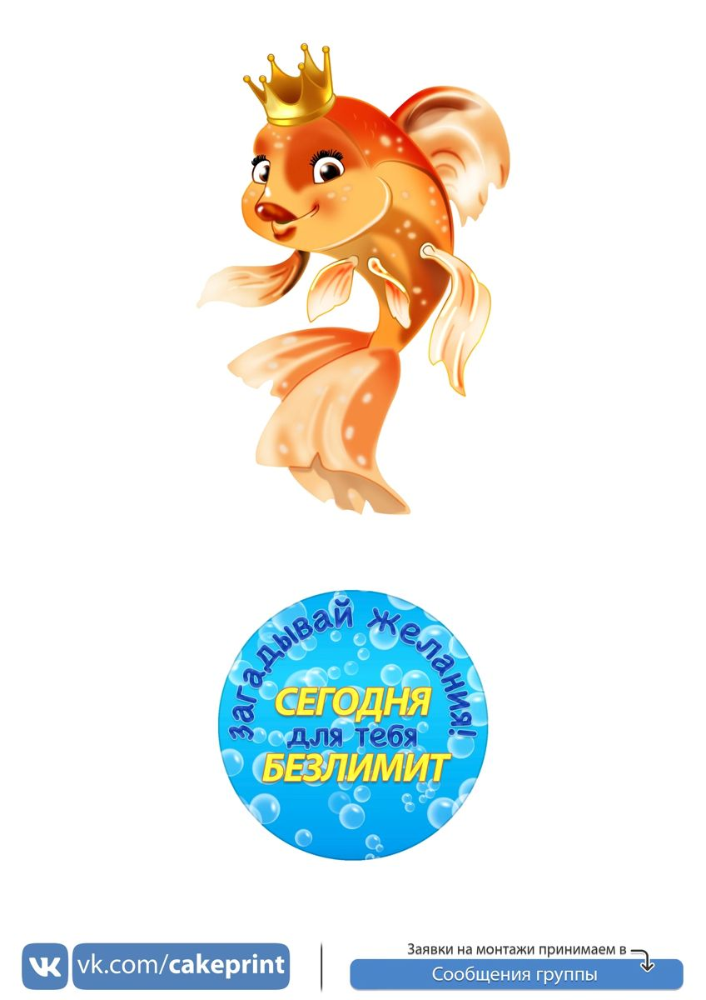 Загадывай желания!
СЕГОДНЯ
для тебя
БЕЗЛИМИТ
vk.com/cakeprint
Заявки на монтажи принимаем в
Сообщения группы